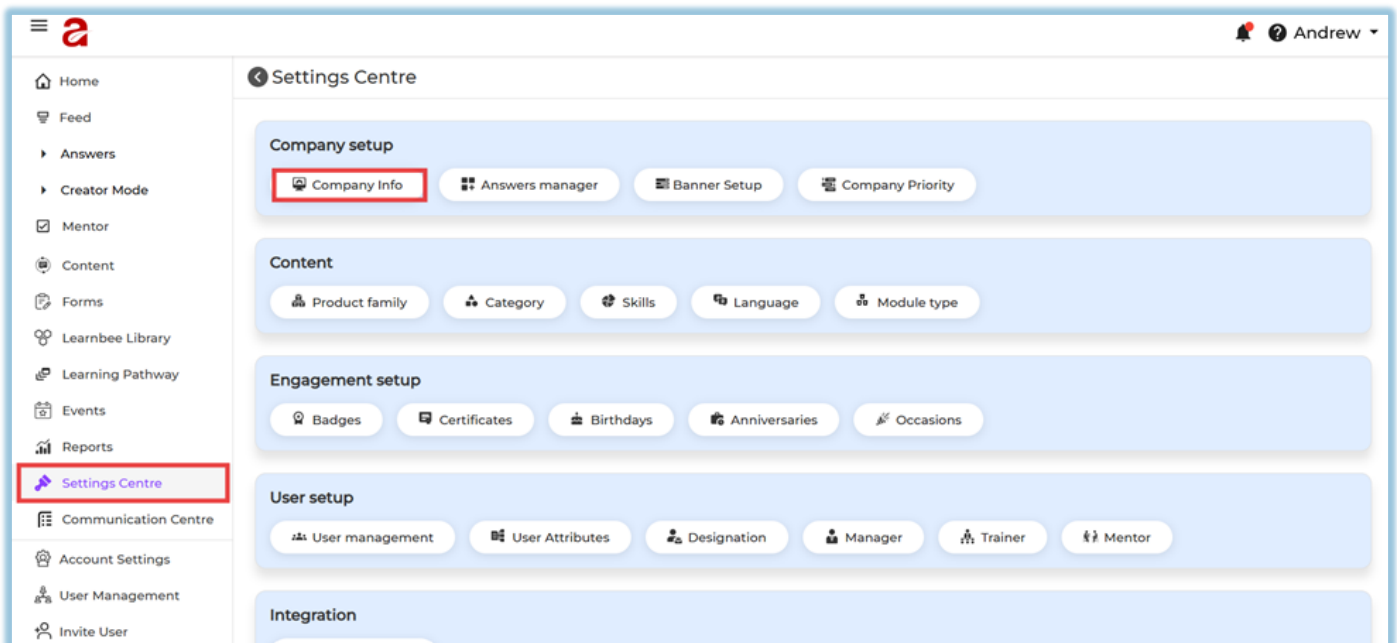 a
Andrew
Home
Feed
Answers
Creator Mode
Mentor
Content
Forms
Learnbee Library
Learning Pathway
Events
Reports
Settings Centre
Communication Centre
Account Settings
User Management
Invite User
Settings Centre
Company setup
Company Info Answers manager Banner Setup Company Priority
Content
Product family Category Skills Language Module type
Engagement setup
Badges Certificates Birthdays Anniversaries Occasions
User setup
User management User Attributes Designation Manager Trainer Mentor
Integration